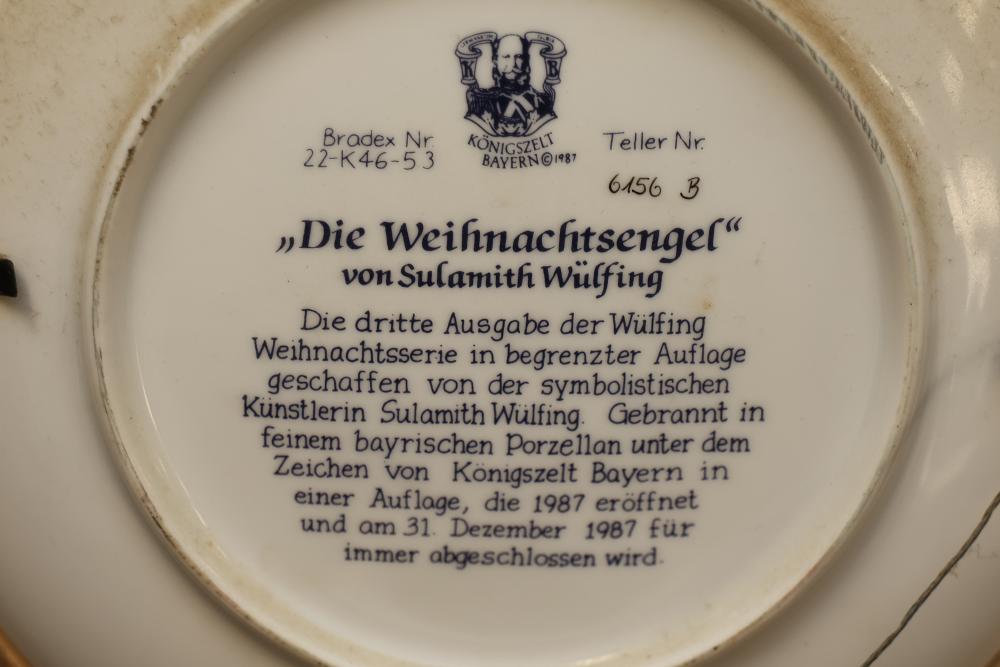 K B
KÖNIGSZELT
BAYERN © 1987
Bradex Nr.
22-K46-53
Teller Nr.
6156 B
„Die Weihnachtsengel“
von Sulamith Wülfing
Die dritte Ausgabe der Wülfing
Weihnachtsserie in begrenzter Auflage
geschaffen von der symbolistischen
Künstlerin Sulamith Wülfing. Gebrannt in
feinem bayrischen Porzellan unter dem
Zeichen von Königszelt Bayern in
einer Auflage, die 1987 eröffnet
und am 31. Dezember 1987 für
immer abgeschlossen wird.